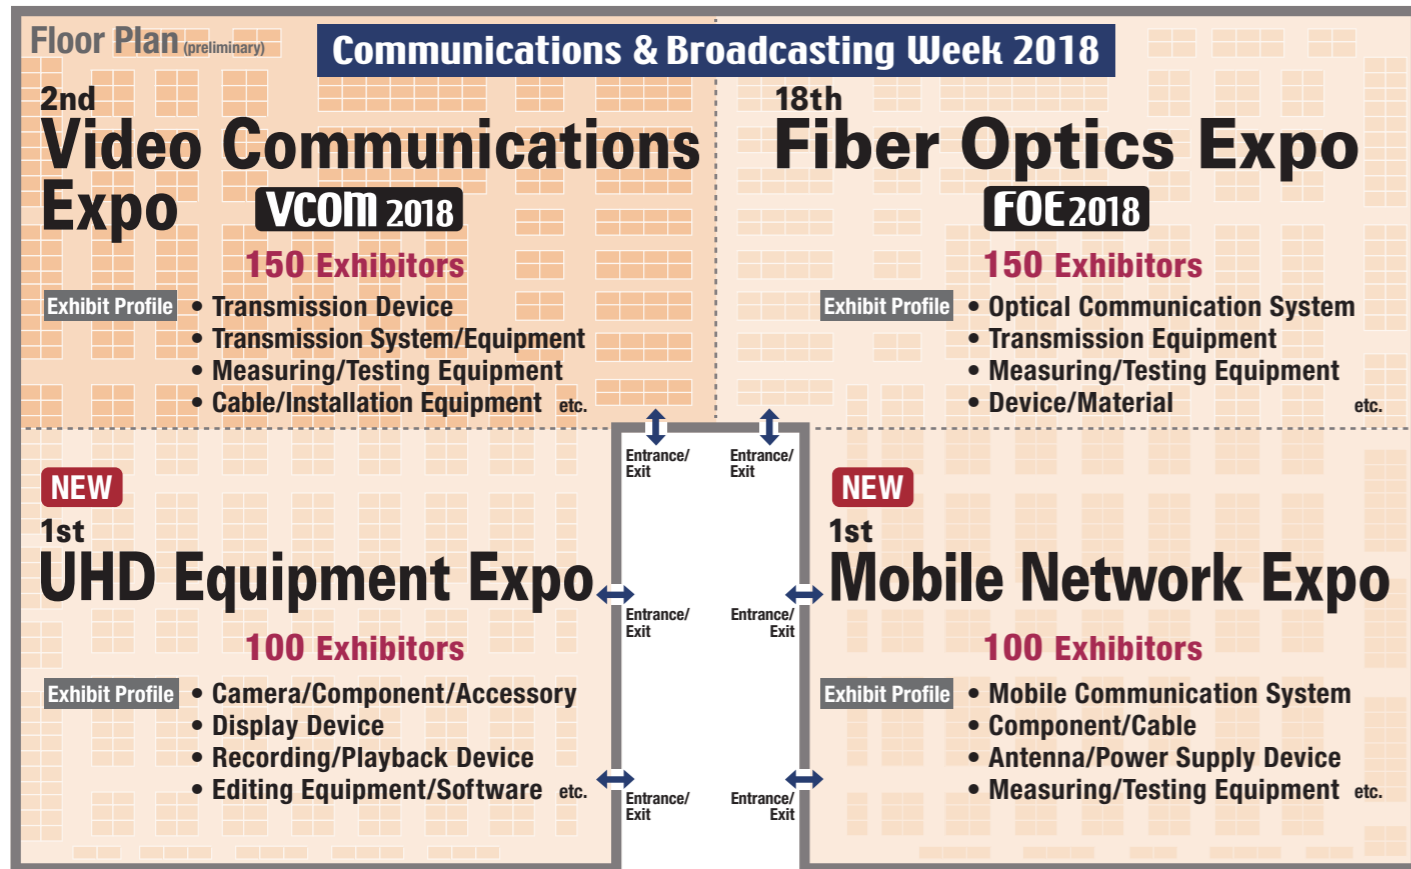 Floor Plan (preliminary)
Communications & Broadcasting Week 2018
2nd
Video Communications
Expo
VCOM 2018
150 Exhibitors
Exhibit Profile
• Transmission Device
• Transmission System/Equipment
• Measuring/Testing Equipment
• Cable/Installation Equipment etc.
18th
Fiber Optics Expo
FOE 2018
150 Exhibitors
Exhibit Profile
• Optical Communication System
• Transmission Equipment
• Measuring/Testing Equipment
• Device/Material etc.
Entrance/
Exit
Entrance/
Exit
NEW
1st
UHD Equipment Expo
100 Exhibitors
Exhibit Profile
• Camera/Component/Accessory
• Display Device
• Recording/Playback Device
• Editing Equipment/Software etc.
Entrance/
Exit
Entrance/
Exit
Entrance/
Exit
Entrance/
Exit
NEW
1st
Mobile Network Expo
100 Exhibitors
Exhibit Profile
• Mobile Communication System
• Component/Cable
• Antenna/Power Supply Device
• Measuring/Testing Equipment etc.